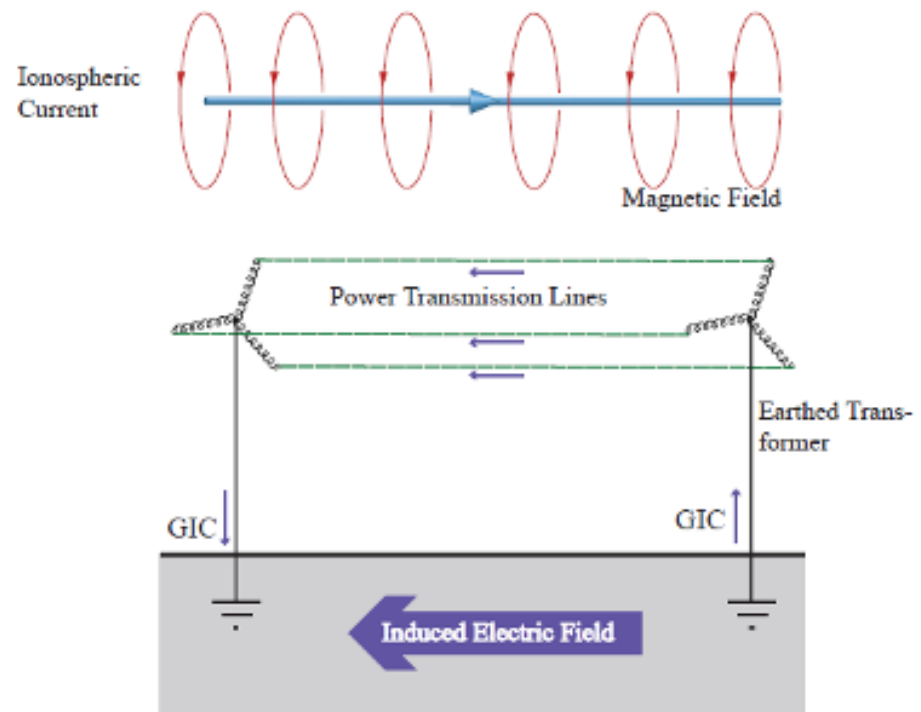 Ionospheric
Current
Magnetic Field
Power Transmission Lines
Earthed Trans-
former
GIC
GIC
Induced Electric Field